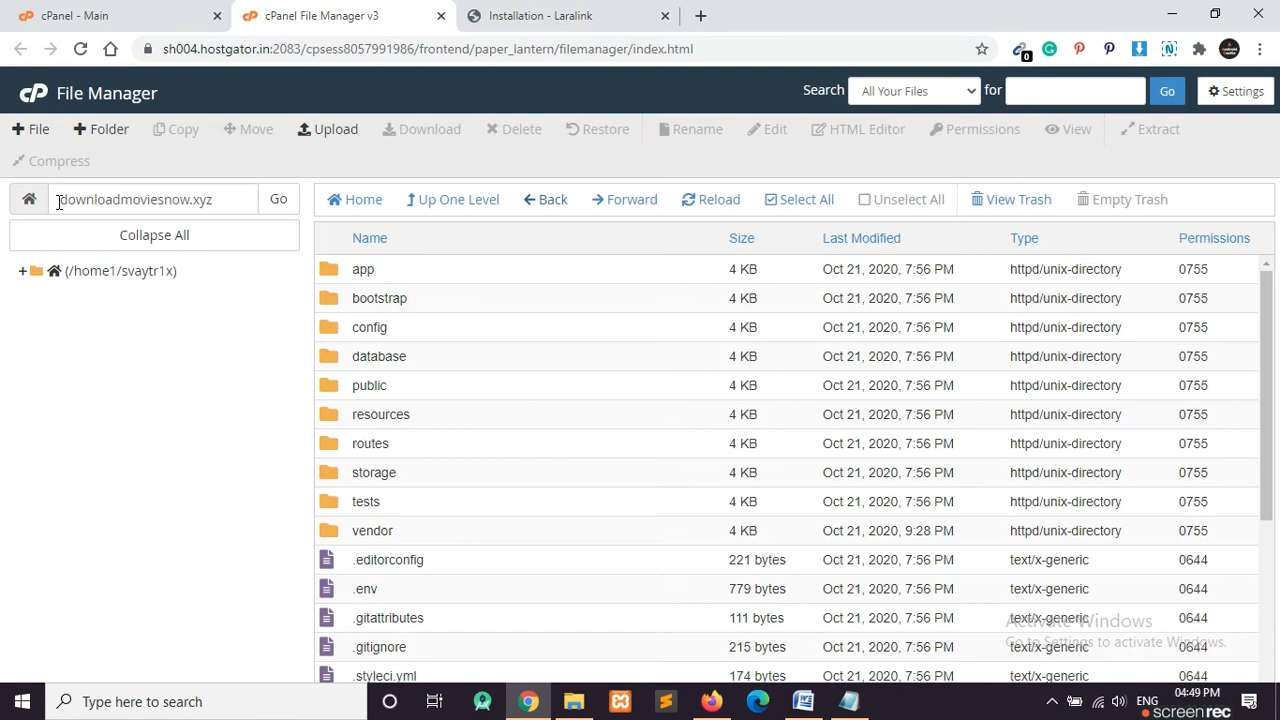 cPanel - Main
cPanel File Manager v3
Installation - Laralink
sh004.hostgator.in:2083/cpsess8057991986/frontend/paper_lantern/filemanager/index.html
0
cP File Manager
Search All Your Files for Go Settings
File Folder Copy Move Upload Download Delete Restore Rename Edit HTML Editor Permissions View Extract
Compress
downloadmoviesnow.xyz Go
Home Up One Level Back Forward Reload Select All Unselect All View Trash Empty Trash
Collapse All
(/home1/svaytr1x)
Name Size Last Modified Type Permissions
app 4 KB Oct 21, 2020, 7:56 PM httpd/unix-directory 0755
bootstrap 4 KB Oct 21, 2020, 7:56 PM httpd/unix-directory 0755
config 4 KB Oct 21, 2020, 7:56 PM httpd/unix-directory 0755
database 4 KB Oct 21, 2020, 7:56 PM httpd/unix-directory 0755
public 4 KB Oct 21, 2020, 7:56 PM httpd/unix-directory 0755
resources 4 KB Oct 21, 2020, 7:56 PM httpd/unix-directory 0755
routes 4 KB Oct 21, 2020, 7:56 PM httpd/unix-directory 0755
storage 4 KB Oct 21, 2020, 7:56 PM httpd/unix-directory 0755
tests 4 KB Oct 21, 2020, 7:56 PM httpd/unix-directory 0755
vendor 4 KB Oct 21, 2020, 9:28 PM httpd/unix-directory 0755
.editorconfig 221 bytes Oct 21, 2020, 7:56 PM text/x-generic 0644
.env 779 bytes Oct 21, 2020, 7:56 PM text/x-generic 0644
.gitattributes 111 bytes Oct 21, 2020, 7:56 PM text/x-generic 0644
.gitignore 215 bytes Oct 21, 2020, 7:56 PM text/x-generic 0644
.styleci.yml 174 bytes Oct 21, 2020, 7:56 PM text/x-generic 0644
Activate Windows
Go to Settings to activate Windows.
Type here to search
ENG
04:49 PM
screenrec